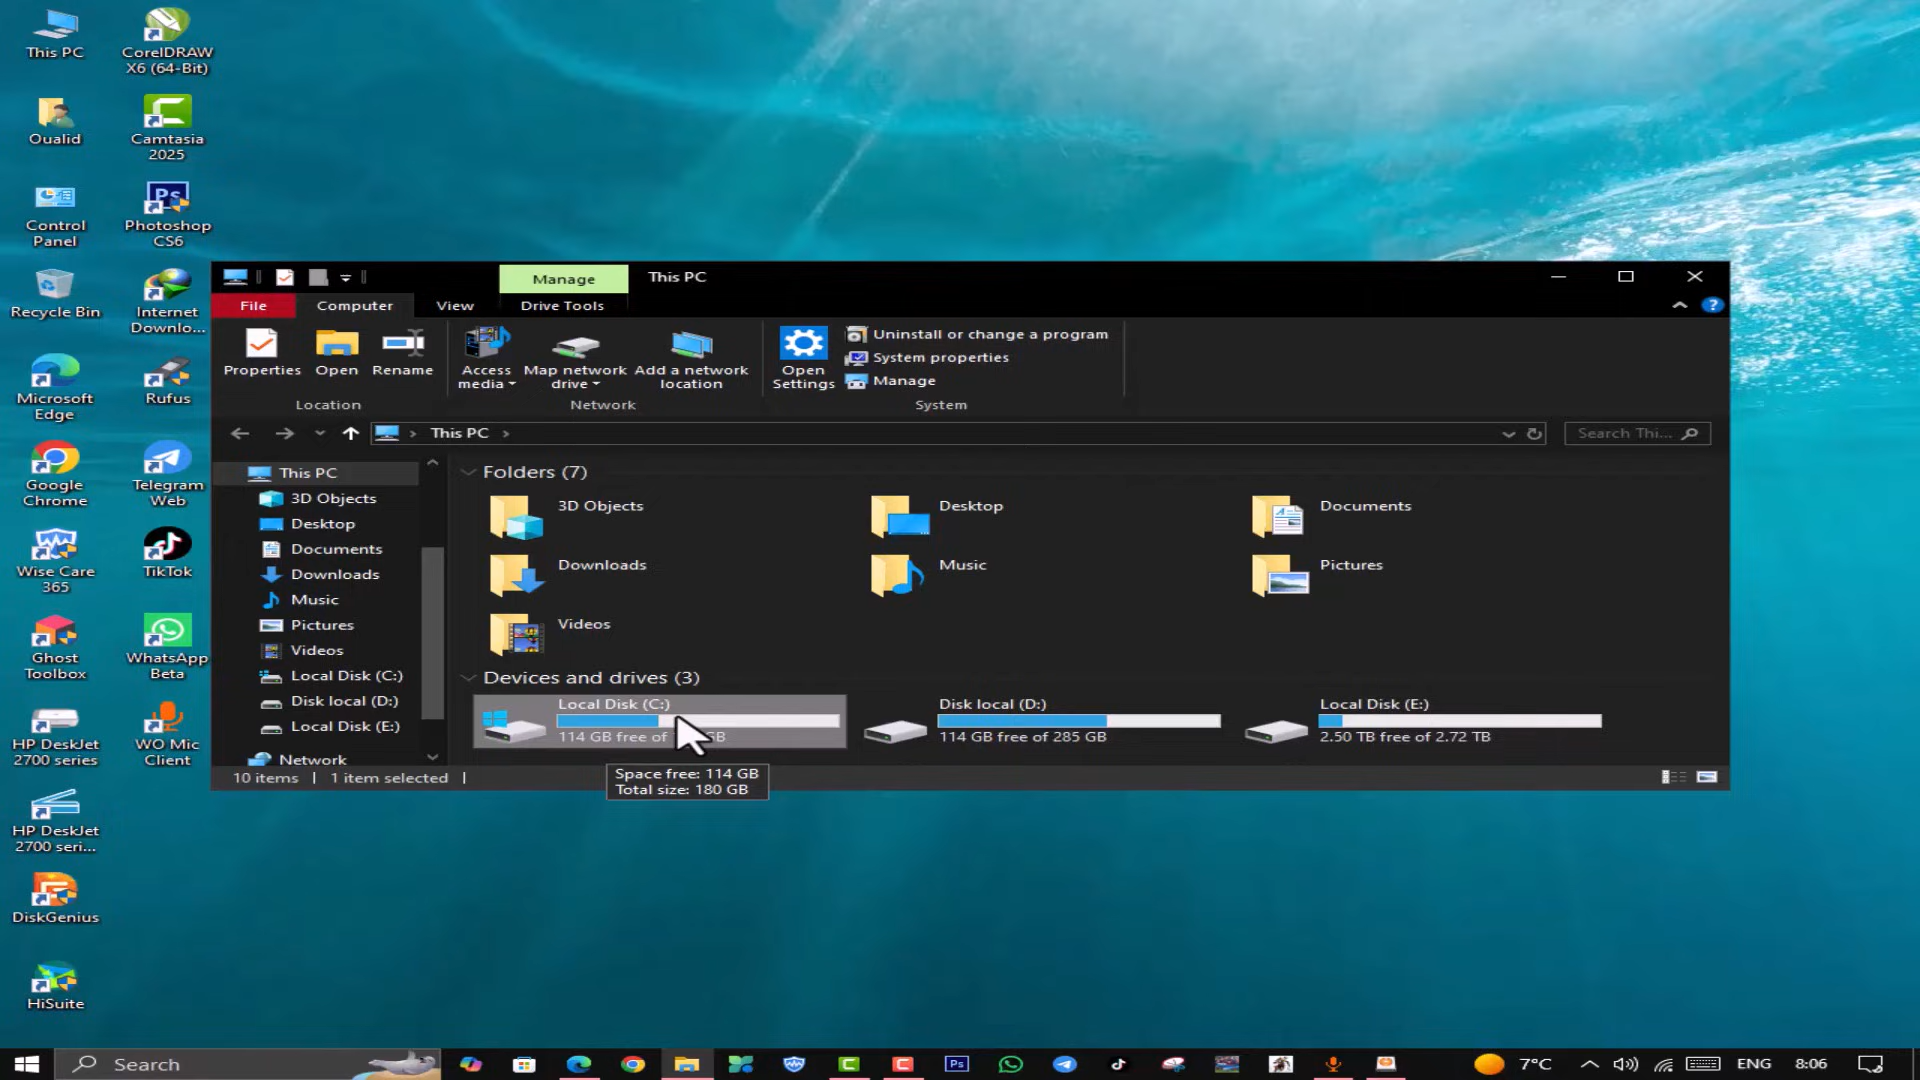 This PC
CorelDRAW
X6 (64-Bit)
Oualid
Camtasia
2025
Control
Panel
Ps
Photoshop
CS6
Recycle Bin
Internet
Downlo...
Microsoft
Edge
Rufus
Google
Chrome
Telegram
Web
Wise Care
365
TikTok
Ghost
Toolbox
WhatsApp
Beta
HP DeskJet
2700 series
WO Mic
Client
HP DeskJet
2700 seri...
DiskGenius
HiSuite
Manage
This PC
File
Computer
View
Drive Tools
Properties
Open
Rename
Access
media
Map network
drive
Add a network
location
Open
Settings
Uninstall or change a program
System properties
Manage
Location
Network
System
This PC
Search Thi...
This PC
3D Objects
Desktop
Documents
Downloads
Music
Pictures
Videos
Local Disk (C:)
Disk local (D:)
Local Disk (E:)
Network
Folders (7)
3D Objects
Desktop
Documents
Downloads
Music
Pictures
Videos
Devices and drives (3)
Local Disk (C:)
114 GB free of GB
Disk local (D:)
114 GB free of 285 GB
Local Disk (E:)
2.50 TB free of 2.72 TB
10 items
1 item selected
Space free: 114 GB
Total size: 180 GB
Search
Ps
7°C
ENG
8:06